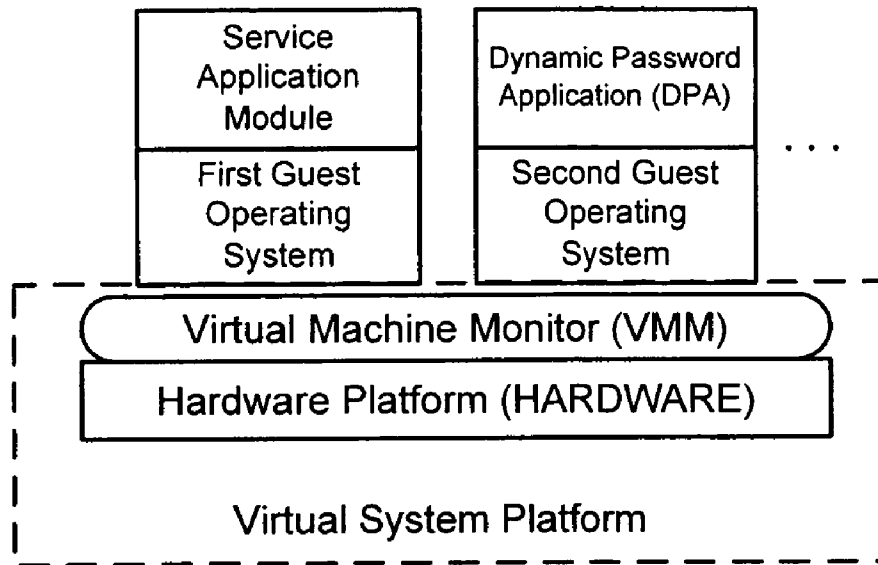 Service
Application
Module
Dynamic Password
Application (DPA)
. . .
First Guest
Operating
System
Second Guest
Operating
System
Virtual Machine Monitor (VMM)
Hardware Platform (HARDWARE)
Virtual System Platform